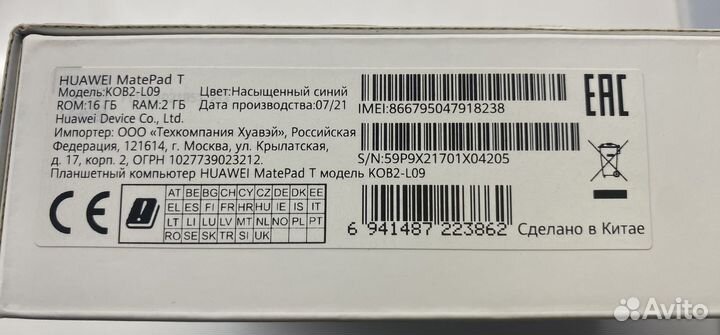 HUAWEI MatePad T
Модель:KOB2-L09 Цвет:Насыщенный синий
ROM:16 ГБ RAM:2 ГБ Дата производства:07/21
Huawei Device Co., Ltd.
Импортер: ООО «Техкомпания Хуавэй», Российская
Федерация, 121614, г. Москва, ул. Крылатская,
д. 17, корп. 2, ОГРН 1027739023212.
Планшетный компьютер HUAWEI MatePad T модель KOB2-L09
IMEI:866795047918238
S/N:59P9X21701X04205
EAC
CE
AT BE BG CH CY CZ DE DK EE
EL ES FI FR HR HU IE IS IT
LT LI LU LV MT NL NO PL PT
RO SE SK TR SI UK
6 941487 223862 Сделано в Китае
Avito